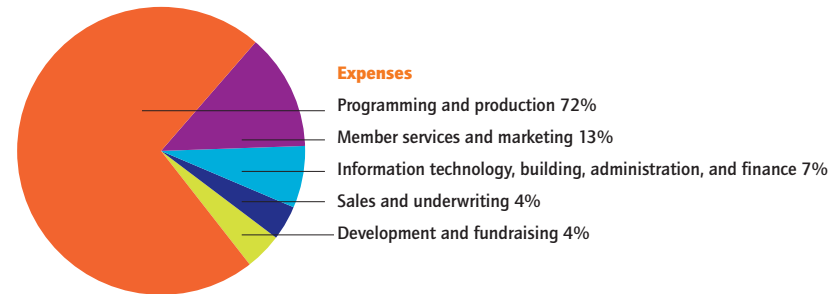 Expenses
Programming and production 72%
Member services and marketing 13%
Information technology, building, administration, and finance 7%
Sales and underwriting 4%
Development and fundraising 4%